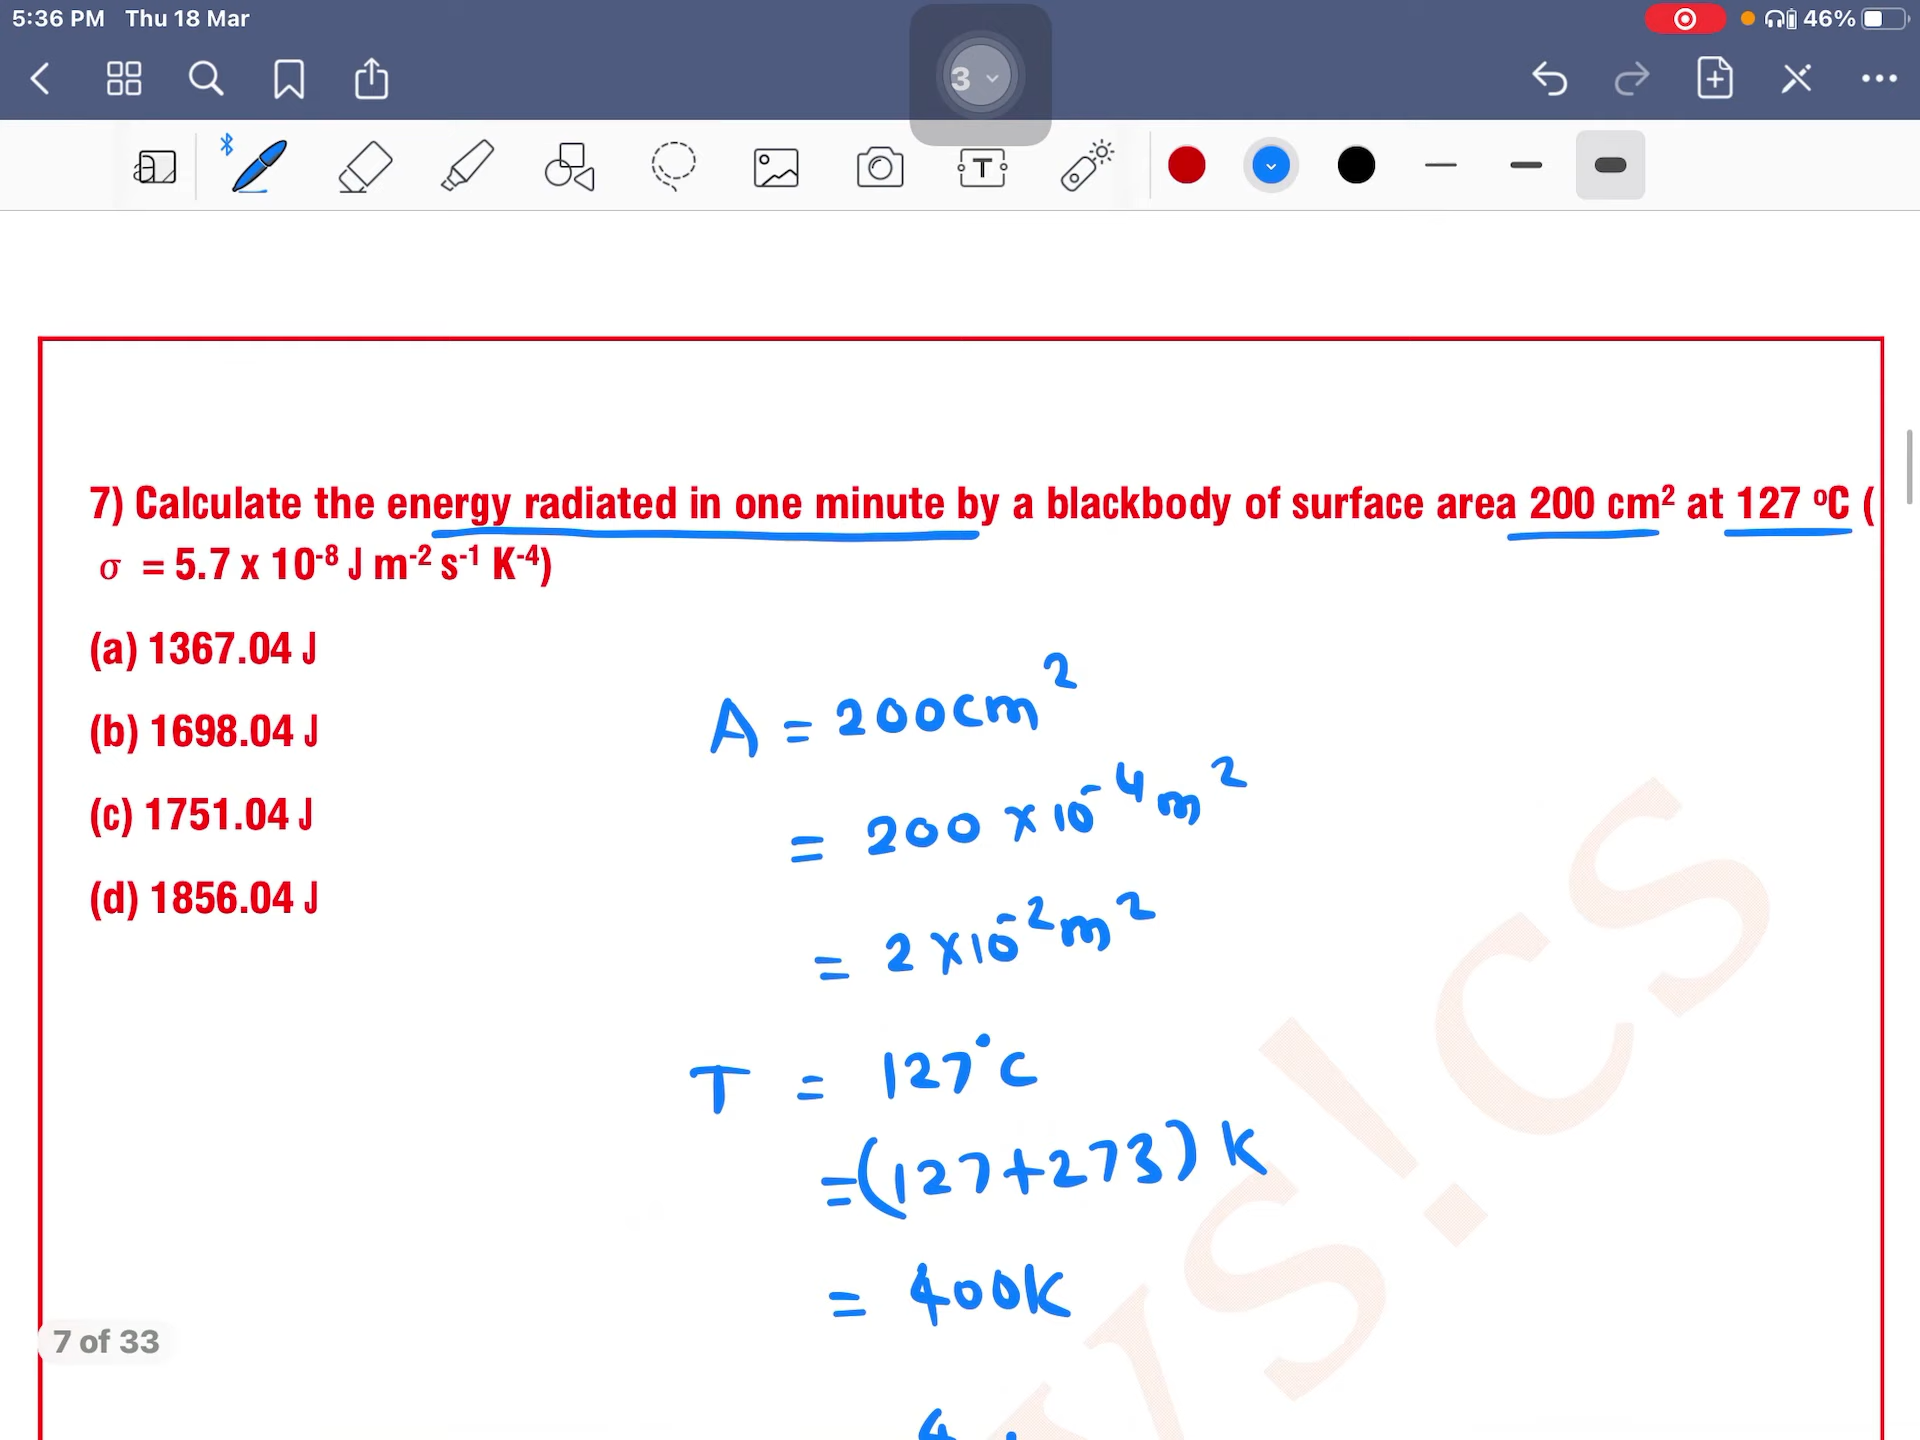 5:36 PM Thu 18 Mar
46%
3
T
7) Calculate the energy radiated in one minute by a blackbody of surface area 200 cm² at 127 ºC (
σ = 5.7 x 10⁻⁸ J m⁻² s⁻¹ K⁻⁴)
(a) 1367.04 J
(b) 1698.04 J
(c) 1751.04 J
(d) 1856.04 J
A = 200cm²
= 200 × 10⁻⁴ m²
= 2 × 10⁻² m²
T = 127°C
= (127+273) K
= 400K
7 of 33